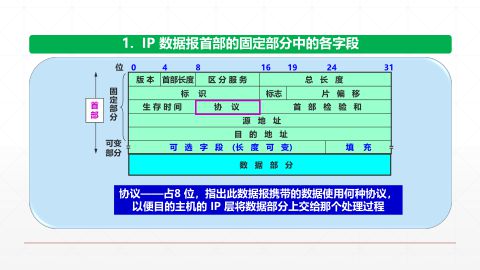 1. IP 数据报首部的固定部分中的各字段
位 0 4 8 16 19 24 31
版本 首部长度 区分服务 总长度
标识 标志 片偏移
生存时间 协议 首部检验和
源地址
目的地址
可选字段 (长度可变) 填充
数据部分
首部
固定部分
可变部分
协议——占8 位，指出此数据报携带的数据使用何种协议，
以便目的主机的 IP 层将数据部分上交给那个处理过程